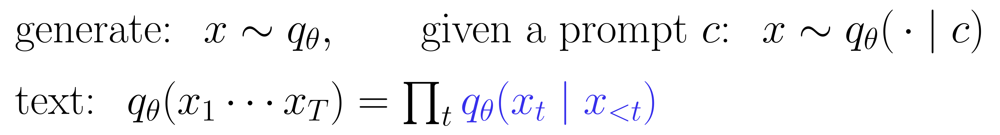 generate: x ∼ q_θ, given a prompt c: x ∼ q_θ( · | c)
text: q_θ(x_1 ··· x_T) = ∏_t q_θ(x_t | x_{<t})